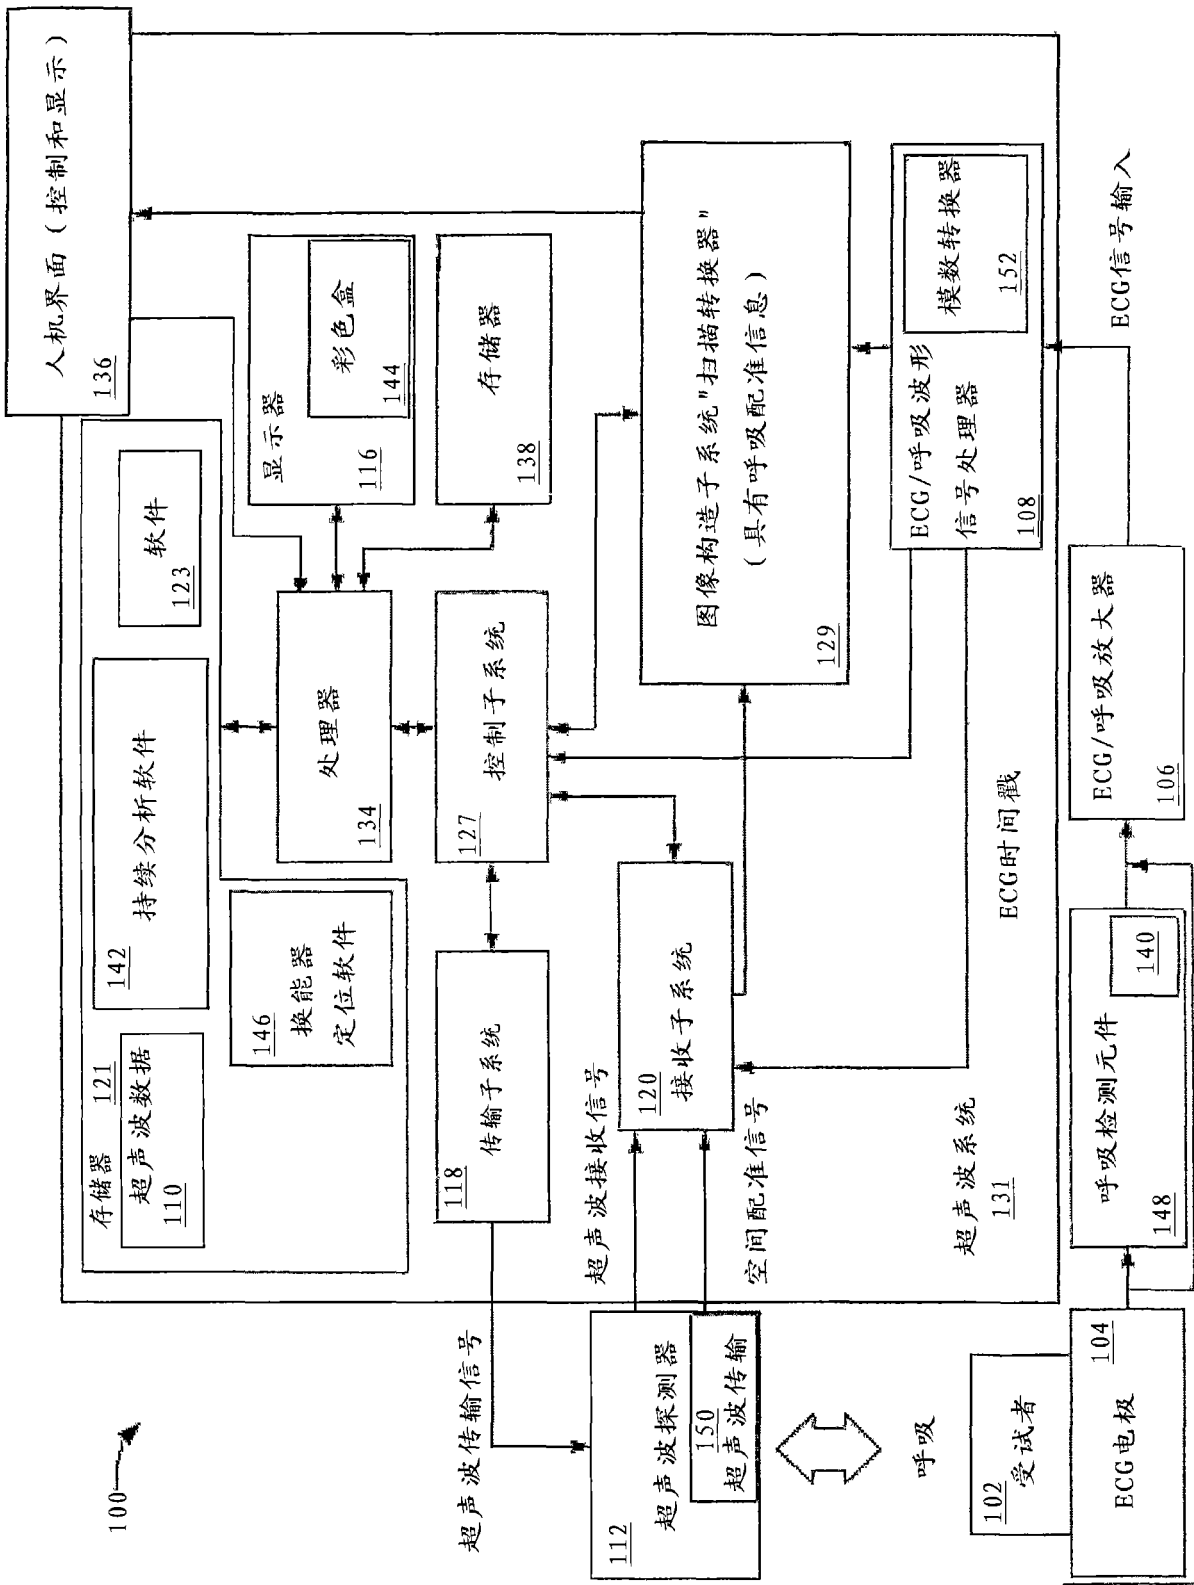 100
人机界面（控制和显示）
136
存储器 121
超声波数据
110
142
持续分析软件
软件
123
146
换能器
定位软件
处理器
134
显示器
116
彩色盒
144
存储器
138
118
传输子系统
控制子系统
127
超声波传输信号
超声波接收信号
空间配准信号
120
接收子系统
图像构造子系统"扫描转换器"
（具有呼吸配准信息）
129
ECG/呼吸波形
信号处理器
108
模数转换器
152
ECG时间戳
超声波系统
131
112
超声波探测器
150
超声波传输
呼吸
102
受试者
104
ECG电极
呼吸检测元件
148
140
ECG/呼吸放大器
106
ECG信号输入